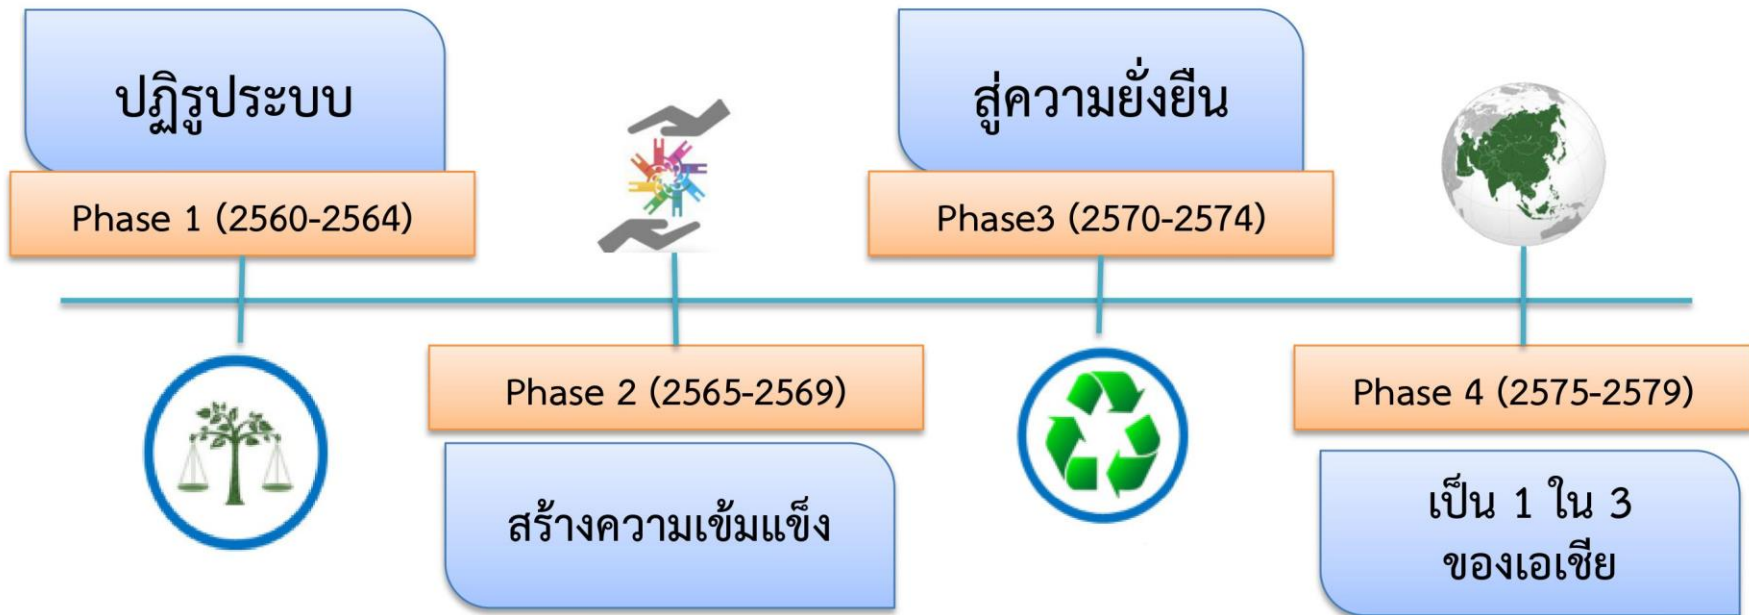 ปฏิรูประบบ
Phase 1 (2560-2564)
Phase 2 (2565-2569)
สร้างความเข้มแข็ง
สู่ความยั่งยืน
Phase3 (2570-2574)
Phase 4 (2575-2579)
เป็น 1 ใน 3
ของเอเชีย